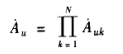 Ȧ_u = ∏_{k=1}^{N} Ȧ_{uk}